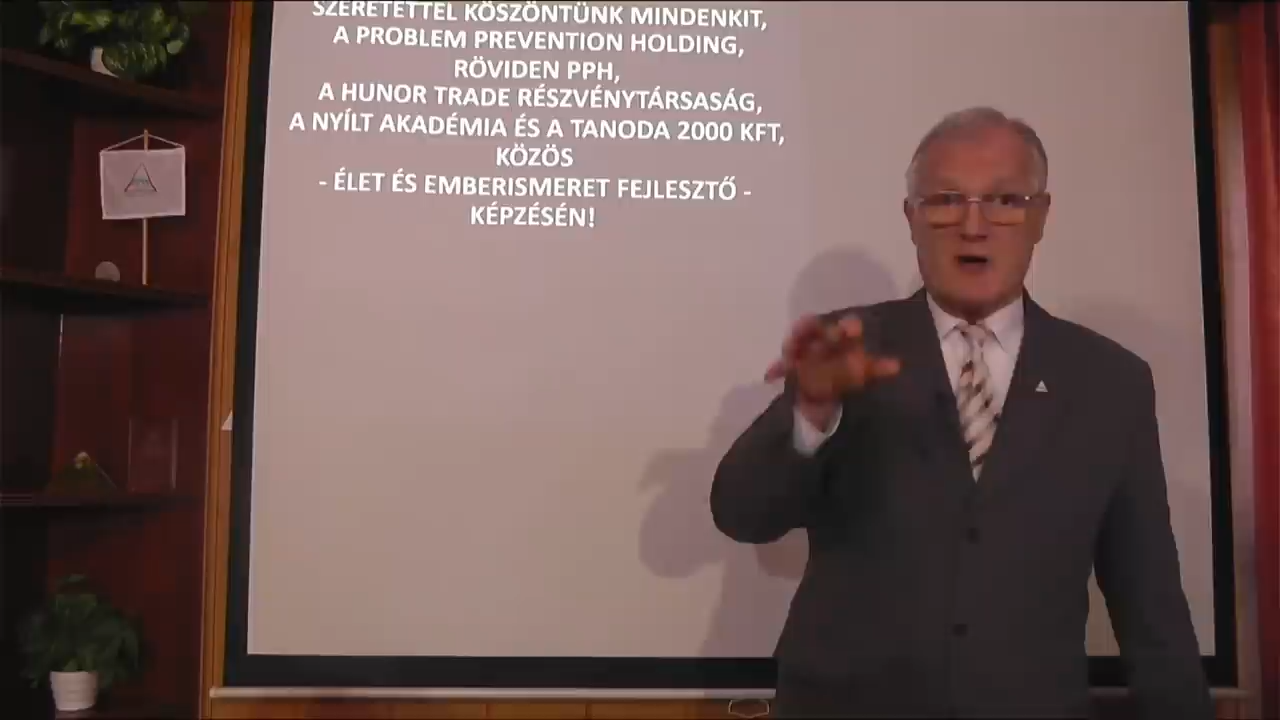 SZERETETTEL KÖSZÖNTÜNK MINDENKIT,
A PROBLEM PREVENTION HOLDING,
RÖVIDEN PPH,
A HUNOR TRADE RÉSZVÉNYTÁRSASÁG,
A NYÍLT AKADÉMIA ÉS A TANODA 2000 KFT,
KÖZÖS
- ÉLET ÉS EMBERISMERET FEJLESZTŐ -
KÉPZÉSÉN!